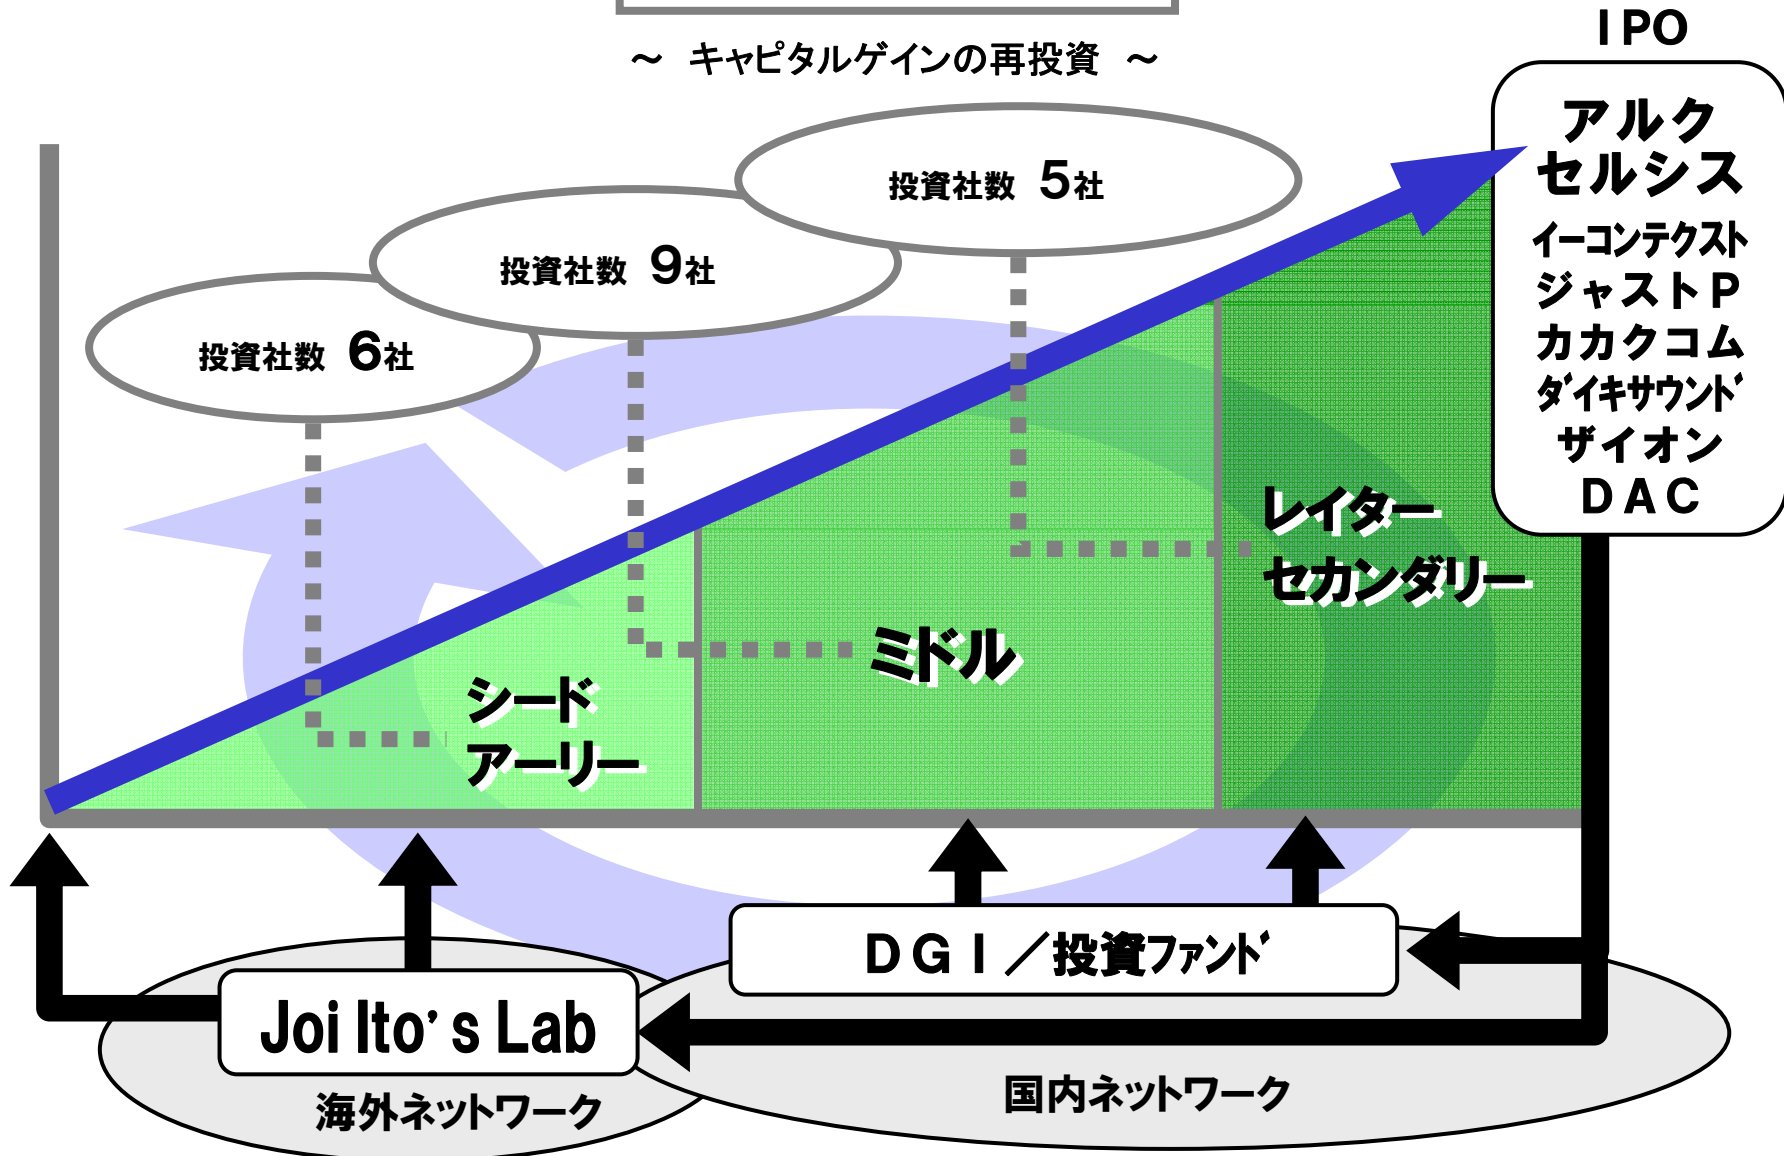 ～ キャピタルゲインの再投資 ～
IPO
アルク
セルシス
イーコンテクスト
ジャストP
カカクコム
ダイキサウンド
ザイオン
DAC
投資社数 5社
投資社数 9社
投資社数 6社
レイター
セカンダリー
ミドル
シード
アーリー
DGI／投資ファンド
Joi Ito’s Lab
国内ネットワーク
海外ネットワーク